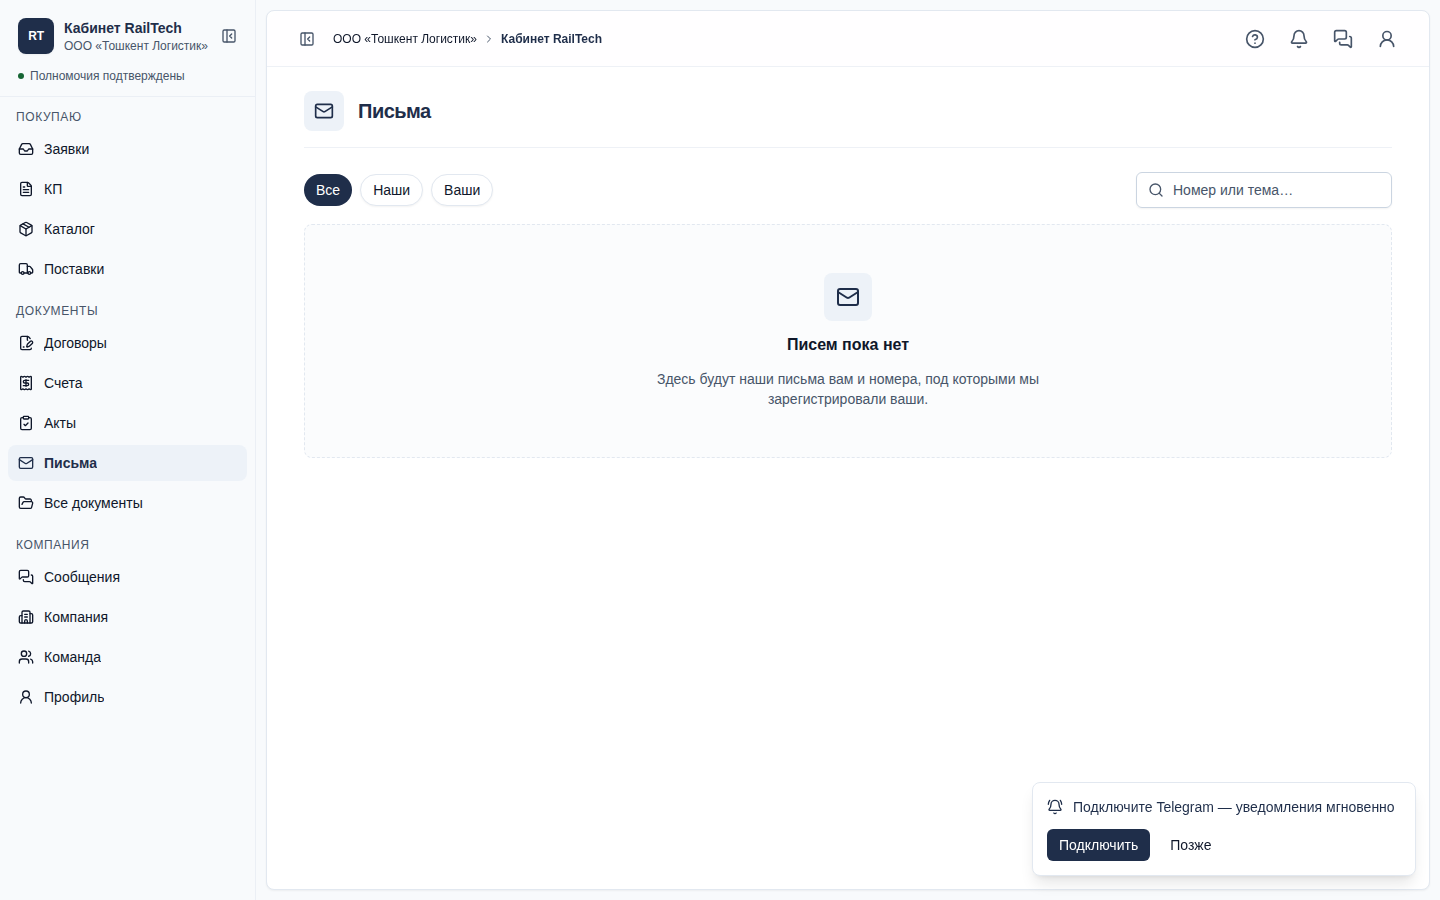 RT
Кабинет RailTech
ООО «Тошкент Логистик»
Полномочия подтверждены
ПОКУПАЮ
Заявки
КП
Каталог
Поставки
ДОКУМЕНТЫ
Договоры
Счета
Акты
Письма
Все документы
КОМПАНИЯ
Сообщения
Компания
Команда
Профиль
ООО «Тошкент Логистик» > Кабинет RailTech
Письма
Все Наши Ваши
Номер или тема…
Писем пока нет
Здесь будут наши письма вам и номера, под которыми мы
зарегистрировали ваши.
Подключите Telegram — уведомления мгновенно
Подключить Позже